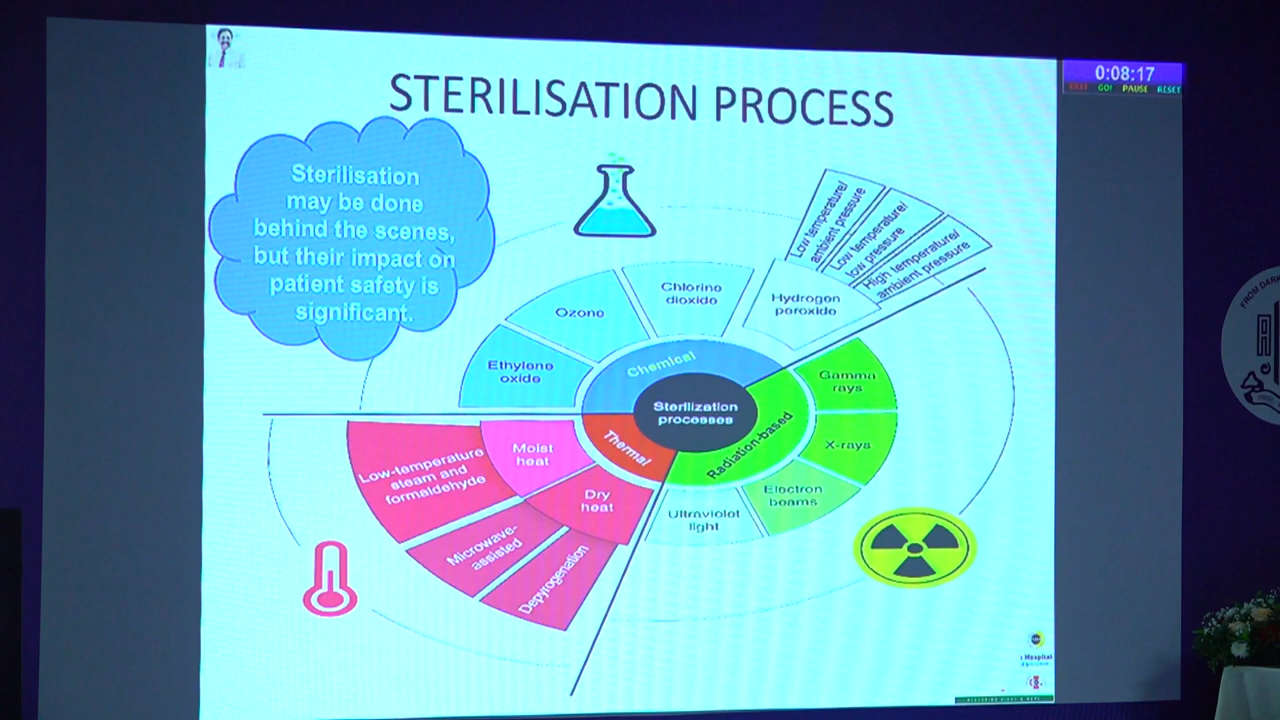 STERILISATION PROCESS
0:08:17
EXIT GO! PAUSE RESET
Sterilisation
may be done
behind the scenes,
but their impact on
patient safety is
significant.
Low temperature/
ambient pressure
Low temperature/
low pressure
High temperature/
ambient pressure
Hydrogen
peroxide
Chlorine
dioxide
Ozone
Ethylene
oxide
Chemical
Sterilization
processes
Thermal
Radiation-based
Gamma
rays
X-rays
Electron
beams
Ultraviolet
light
Moist
heat
Dry
heat
Low-temperature
steam and
formaldehyde
Microwave-
assisted
Depyrogenation
Hospital
FROM DARK